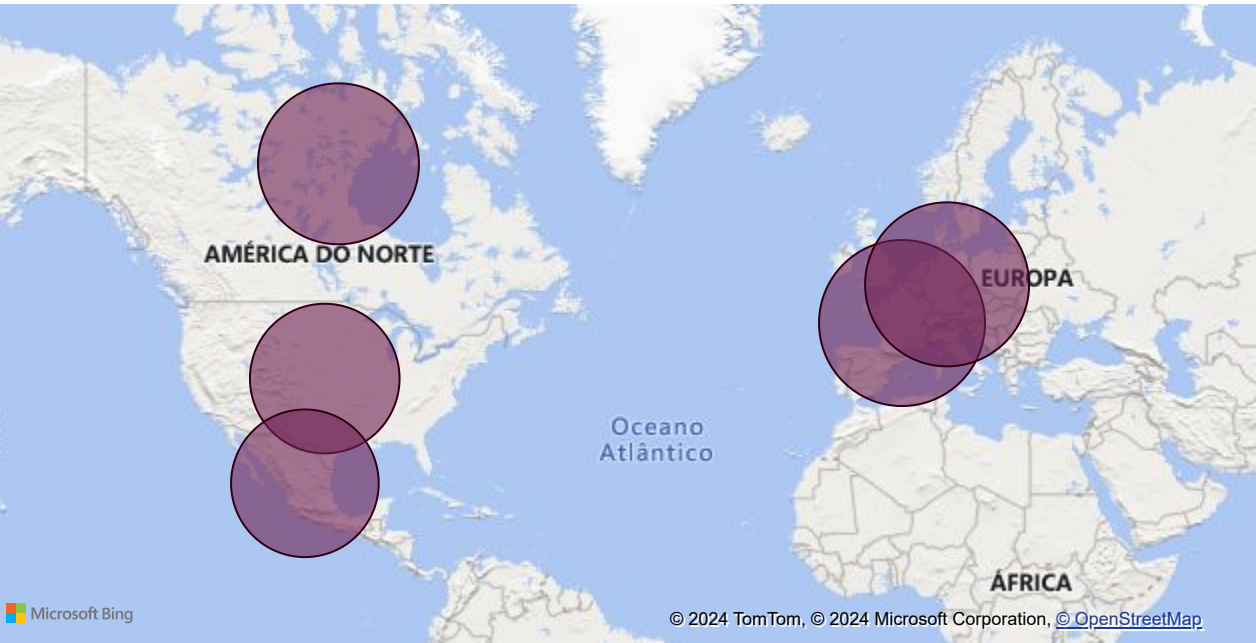 AMÉRICA DO NORTE
EUROPA
Oceano
Atlântico
ÁFRICA
Microsoft Bing
© 2024 TomTom, © 2024 Microsoft Corporation, © OpenStreetMap